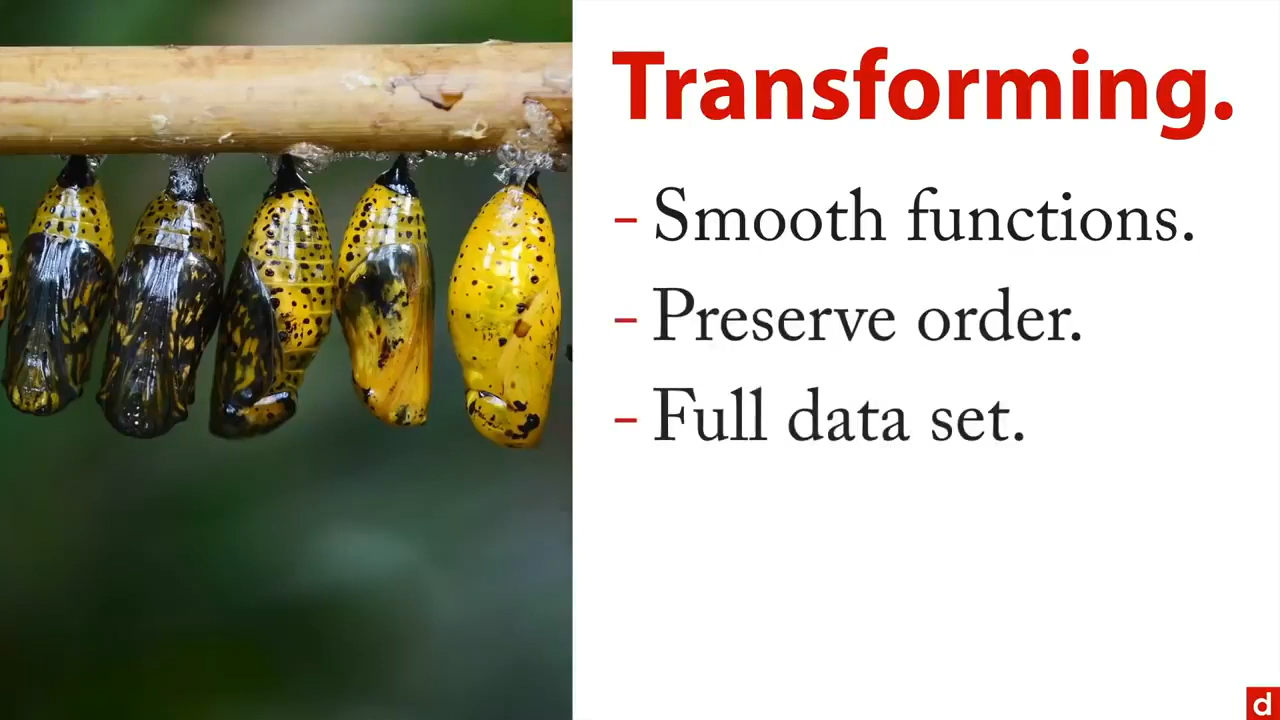 Transforming.
- Smooth functions.
- Preserve order.
- Full data set.
d